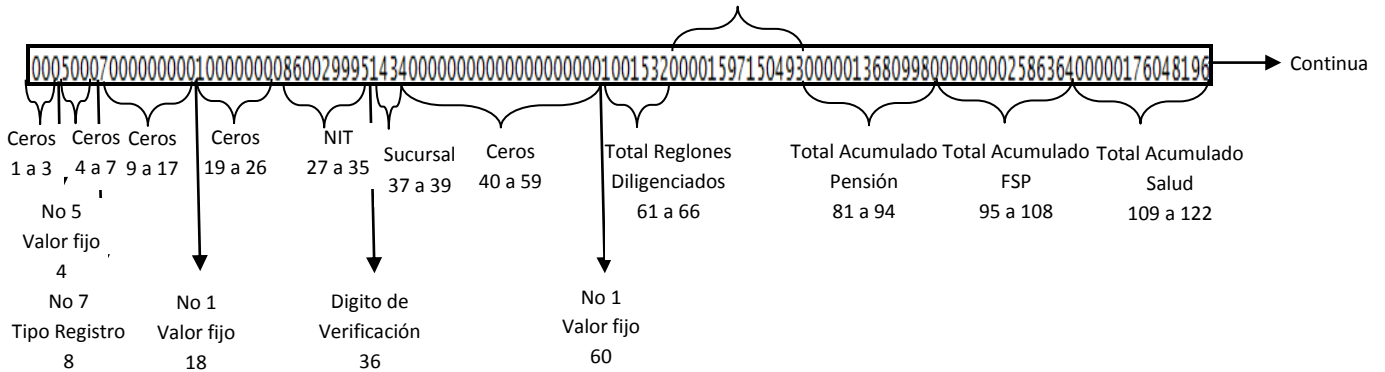 00050007000000000100000000860029995143400000000000000000000100153200001597150493000001368099800000000258636400000176048196
Continua
Ceros
1 a 3
Ceros
4 a 7
Ceros
9 a 17
Ceros
19 a 26
NIT
27 a 35
Sucursal
37 a 39
Ceros
40 a 59
Total Reglones
Diligenciados
61 a 66
Total Acumulado
Pensión
81 a 94
Total Acumulado
FSP
95 a 108
Total Acumulado
Salud
109 a 122
No 5
Valor fijo
4
No 7
Tipo Registro
8
No 1
Valor fijo
18
Digito de
Verificación
36
No 1
Valor fijo
60